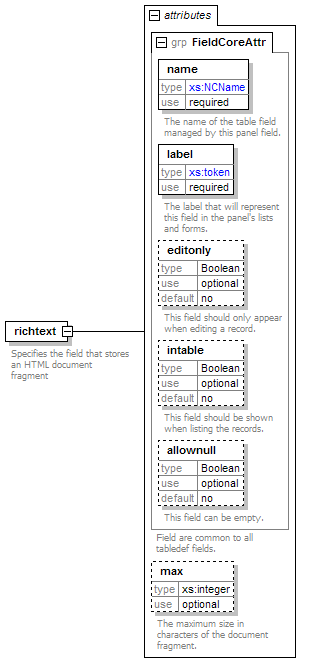 attributes
grp FieldCoreAttr
name
type xs:NCName
use required
The name of the table field
managed by this panel field.
label
type xs:token
use required
The label that will represent
this field in the panel's lists
and forms.
editonly
type Boolean
use optional
default no
This field should only appear
when editing a record.
intable
type Boolean
use optional
default no
This field should be shown
when listing the records.
allownull
type Boolean
use optional
default no
This field can be empty.
Field are common to all
tabledef fields.
max
type xs:integer
use optional
The maximum size in
characters of the document
fragment.
richtext
Specifies the field that stores
an HTML document
fragment